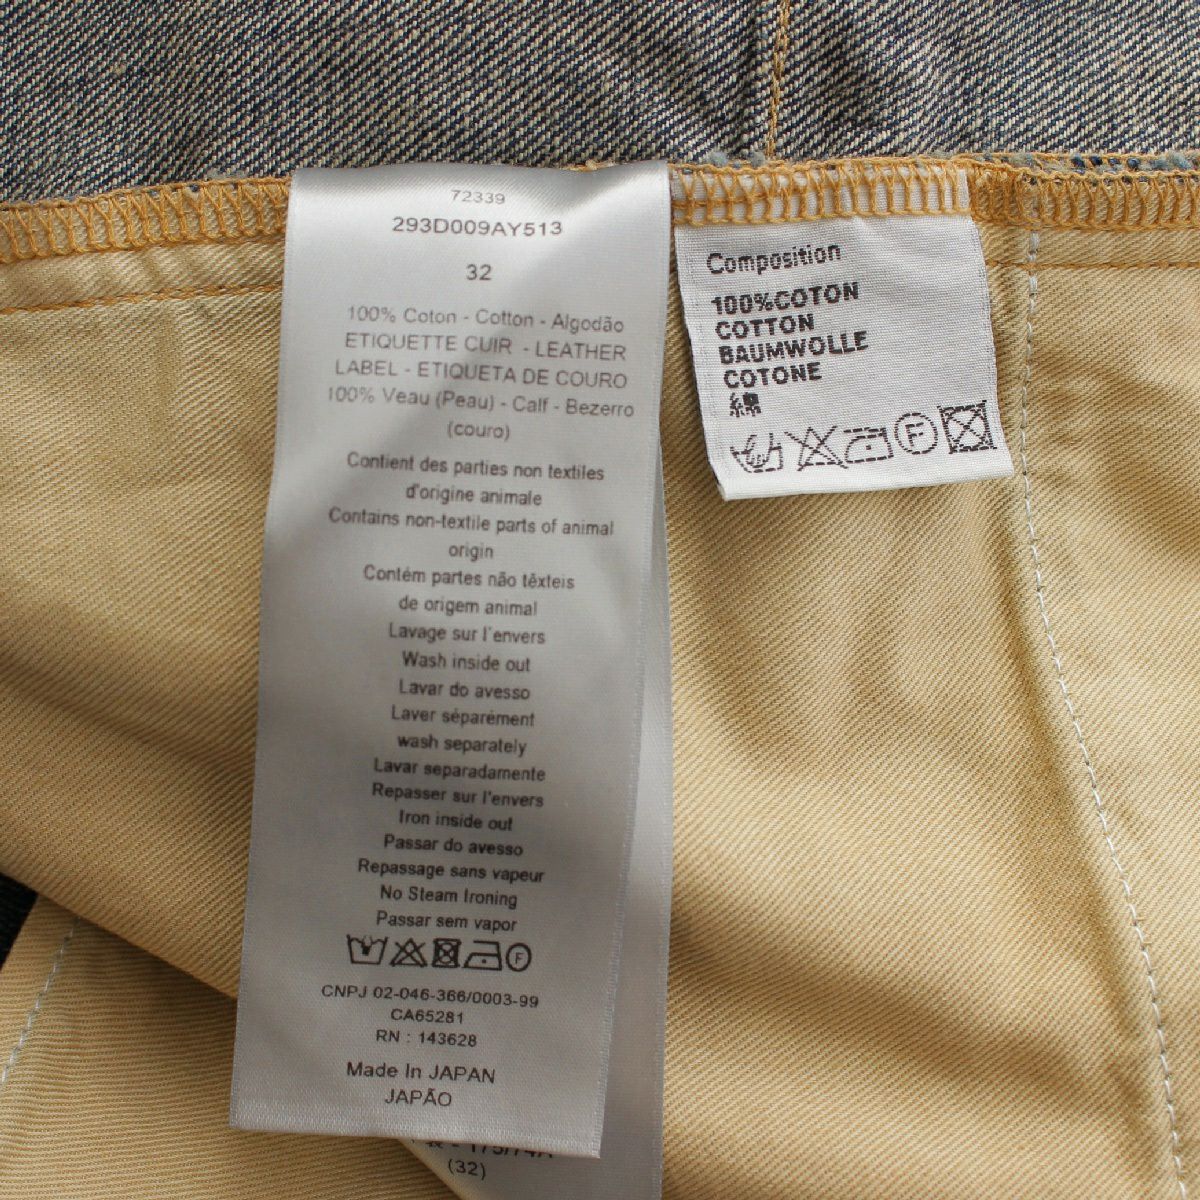 72339
293D009AY513
32
100% Coton - Cotton - Algodão
ETIQUETTE CUIR - LEATHER
LABEL - ETIQUETA DE COURO
100% Veau (Peau) - Calf - Bezerro
(couro)
Contient des parties non textiles
d'origine animale
Contains non-textile parts of animal
origin
Contém partes não têxteis
de origem animal
Lavage sur l'envers
Wash inside out
Lavar do avesso
Laver séparément
wash separately
Lavar separadamente
Repasser sur l'envers
Iron inside out
Passar do avesso
Repassage sans vapeur
No Steam Ironing
Passar sem vapor
F
CNPJ 02-046-366/0003-99
CA65281
RN : 143628
Made In JAPAN
JAPÃO
175/74A
(32)
Composition
100%COTON
COTTON
BAUMWOLLE
COTONE
綿
F